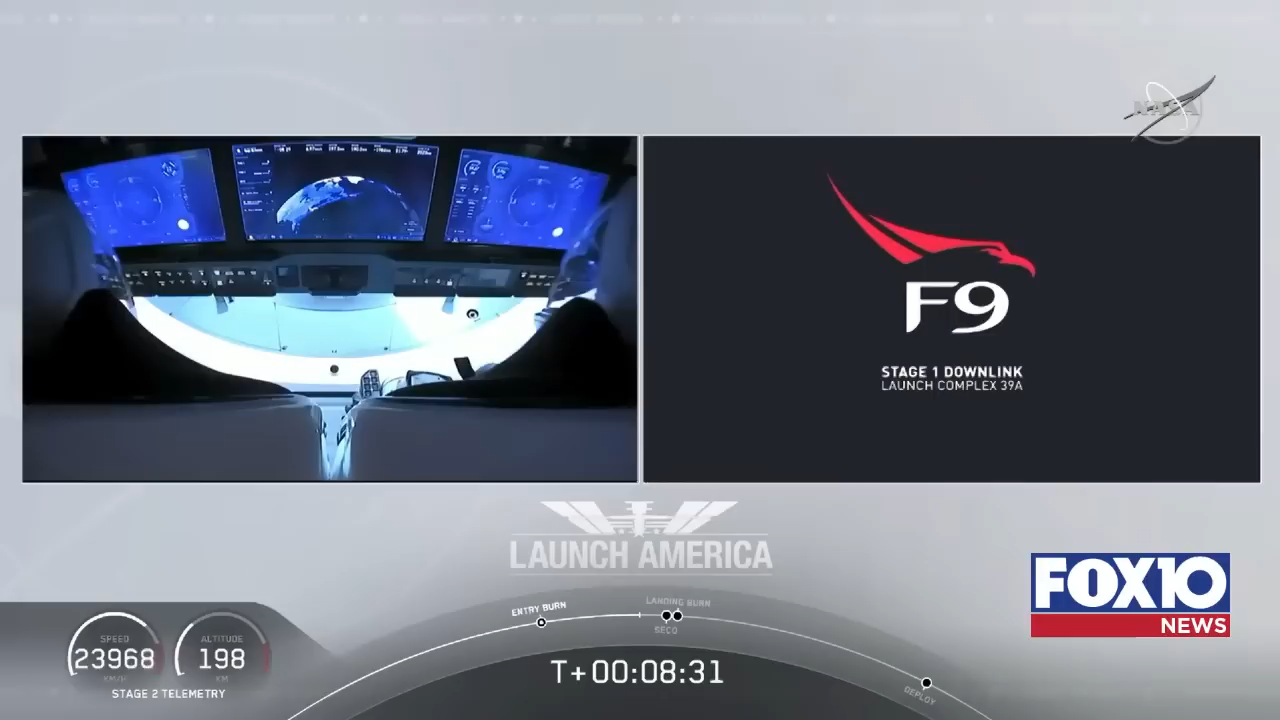 NASA
F9
STAGE 1 DOWNLINK
LAUNCH COMPLEX 39A
LAUNCH AMERICA
FOX10
NEWS
ENTRY BURN
LANDING BURN
SECO
SPEED
23968
KM/H
ALTITUDE
198
KM
STAGE 2 TELEMETRY
T+00:08:31
DEPLOY